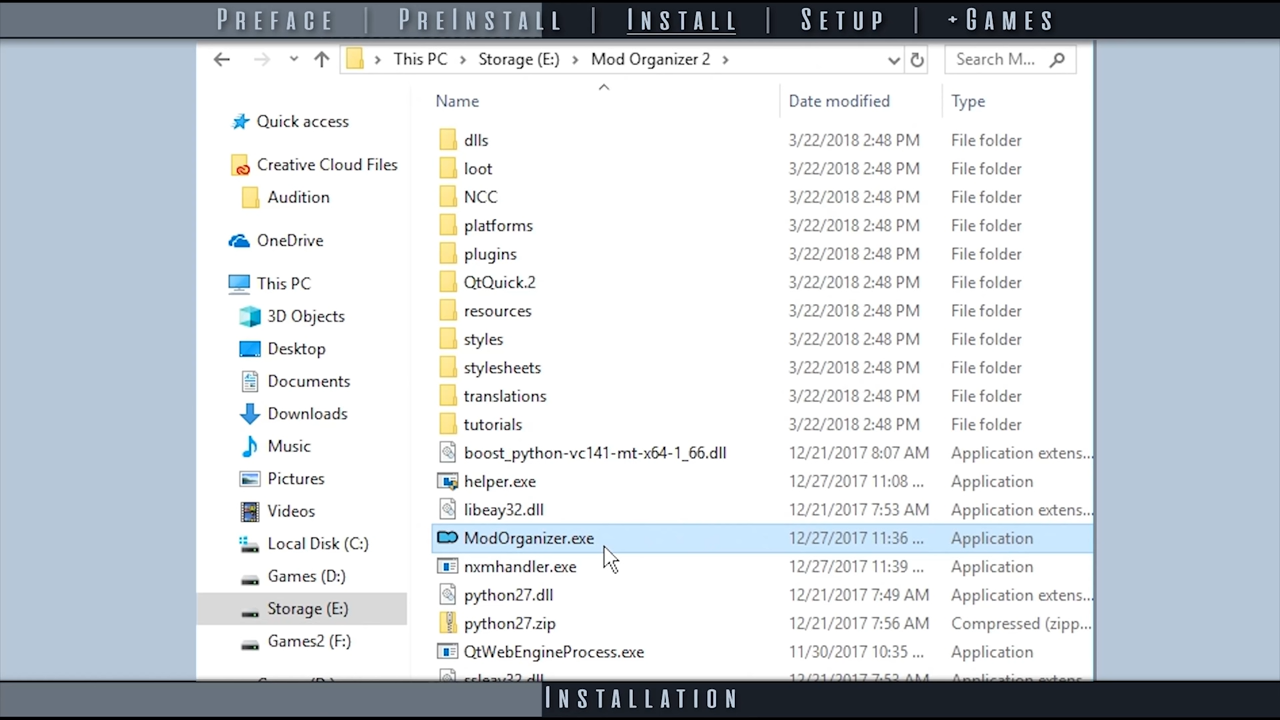 PREFACE | PREINSTALL | INSTALL | SETUP | +GAMES
This PC > Storage (E:) > Mod Organizer 2 >
Search M...
Name Date modified Type
Quick access
Creative Cloud Files
Audition
OneDrive
This PC
3D Objects
Desktop
Documents
Downloads
Music
Pictures
Videos
Local Disk (C:)
Games (D:)
Storage (E:)
Games2 (F:)
dlls 3/22/2018 2:48 PM File folder
loot 3/22/2018 2:48 PM File folder
NCC 3/22/2018 2:48 PM File folder
platforms 3/22/2018 2:48 PM File folder
plugins 3/22/2018 2:48 PM File folder
QtQuick.2 3/22/2018 2:48 PM File folder
resources 3/22/2018 2:48 PM File folder
styles 3/22/2018 2:48 PM File folder
stylesheets 3/22/2018 2:48 PM File folder
translations 3/22/2018 2:48 PM File folder
tutorials 3/22/2018 2:48 PM File folder
boost_python-vc141-mt-x64-1_66.dll 12/21/2017 8:07 AM Application extens...
helper.exe 12/27/2017 11:08 ... Application
libeay32.dll 12/21/2017 7:53 AM Application extens...
ModOrganizer.exe 12/27/2017 11:36 ... Application
nxmhandler.exe 12/27/2017 11:39 ... Application
python27.dll 12/21/2017 7:49 AM Application extens...
python27.zip 12/21/2017 7:56 AM Compressed (zipp...
QtWebEngineProcess.exe 11/30/2017 10:35 ... Application
ssleay32.dll 12/21/2017 7:53 AM Application extens...
INSTALLATION